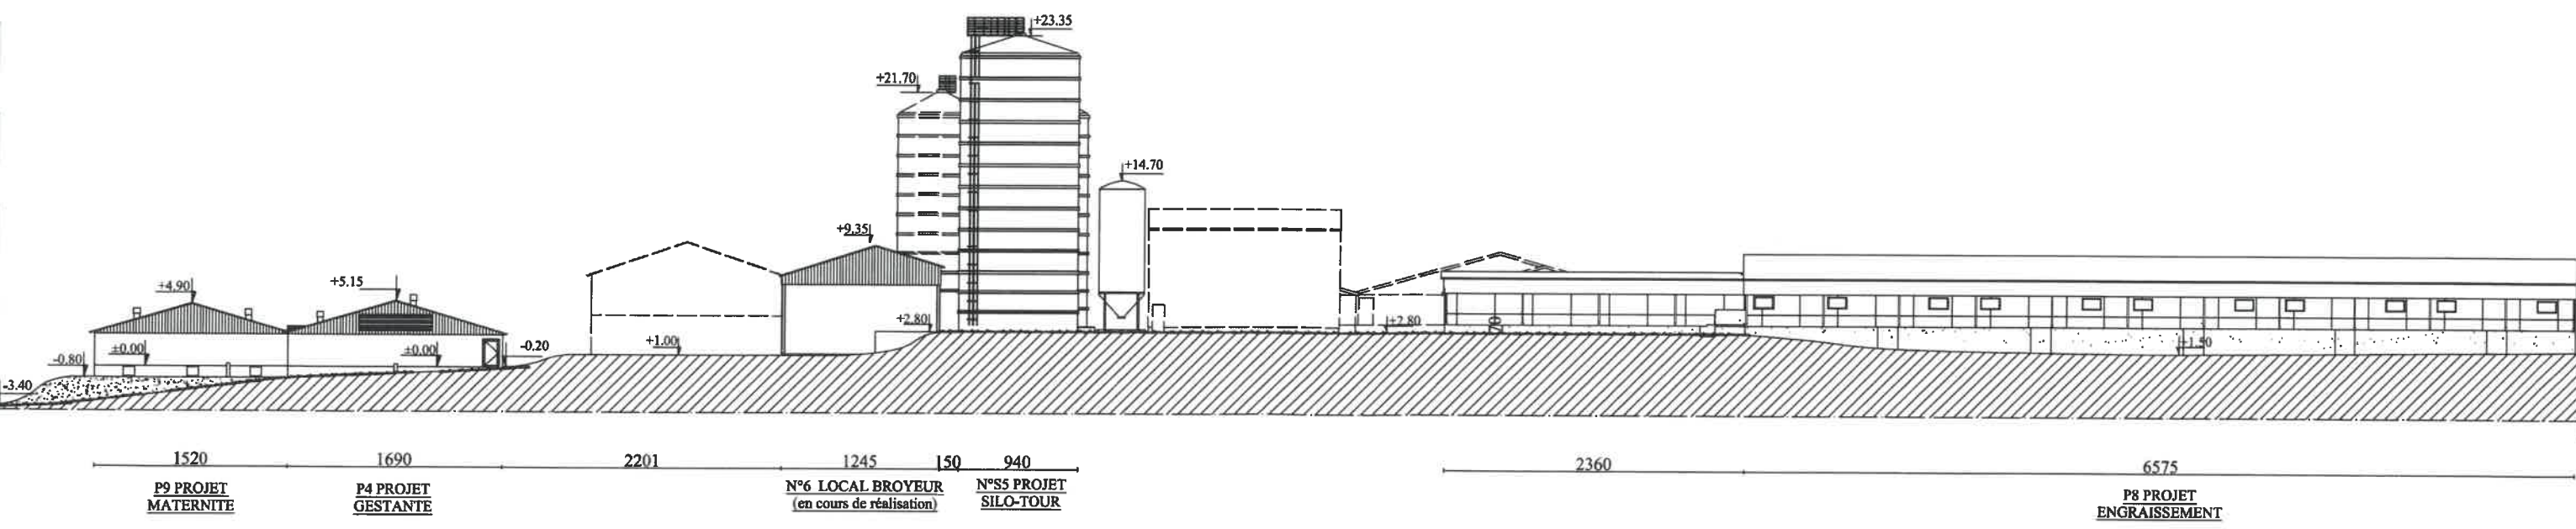 +23.35
+21.70
+14.70
+9.35
+4.90
+5.15
+2.80
+2.80
-0.80
±0.00
±0.00
-0.20
+1.00
+1.50
-3.40
1520
1690
2201
1245
150
940
2360
6575
P9 PROJET
MATERNITE
P4 PROJET
GESTANTE
N°6 LOCAL BROYEUR
(en cours de réalisation)
N°S5 PROJET
SILO-TOUR
P8 PROJET
ENGRAISSEMENT